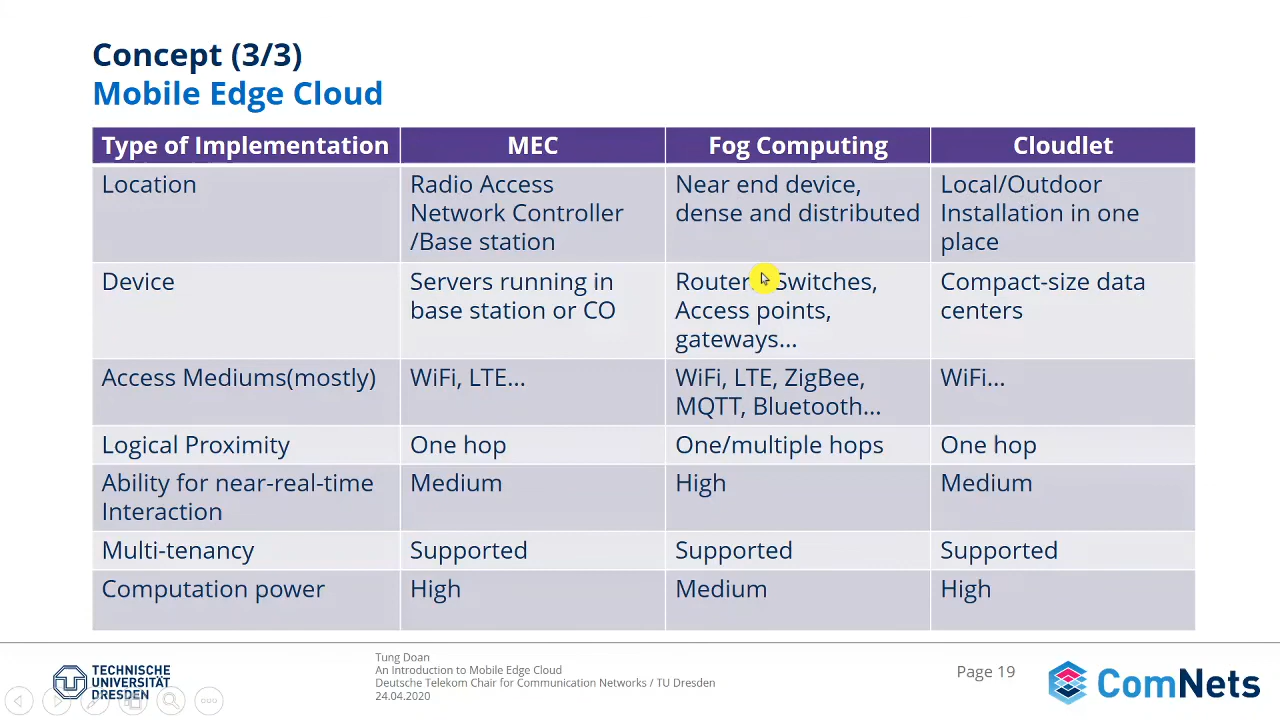 Concept (3/3)
Mobile Edge Cloud
Type of Implementation
MEC
Fog Computing
Cloudlet
Location
Radio Access
Network Controller
/Base station
Near end device,
dense and distributed
Local/Outdoor
Installation in one
place
Device
Servers running in
base station or CO
Switches,
Access points,
gateways...
Compact-size data
centers
Access Mediums(mostly)
WiFi, LTE...
WiFi, LTE, ZigBee,
MQTT, Bluetooth...
WiFi...
Logical Proximity
One hop
One/multiple hops
One hop
Ability for near-real-time
Interaction
Medium
High
Medium
Multi-tenancy
Supported
Supported
Supported
Computation power
High
Medium
High
TECHNISCHE
UNIVERSITÄT
DRESDEN
Tung Doan
An Introduction to Mobile Edge Cloud
Deutsche Telekom Chair for Communication Networks / TU Dresden
24.04.2020
Page 19
ComNets